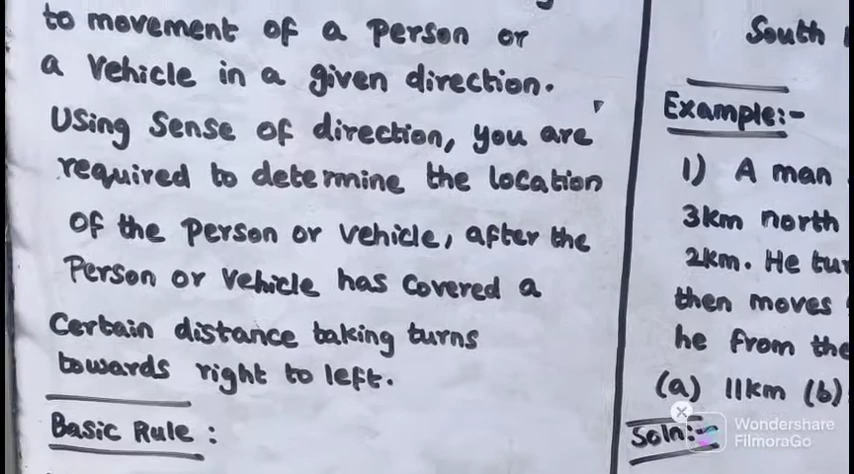 to movement of a person or
a vehicle in a given direction.
Using sense of direction, you are
required to determine the location
of the person or vehicle, after the
Person or vehicle has covered a
certain distance taking turns
towards right to left.
Basic Rule :
South
Example:-
1) A man
3km north
2km. He tur
then moves
he from the
(a) 11km (b)
Soln:-
Wondershare
FilmoraGo